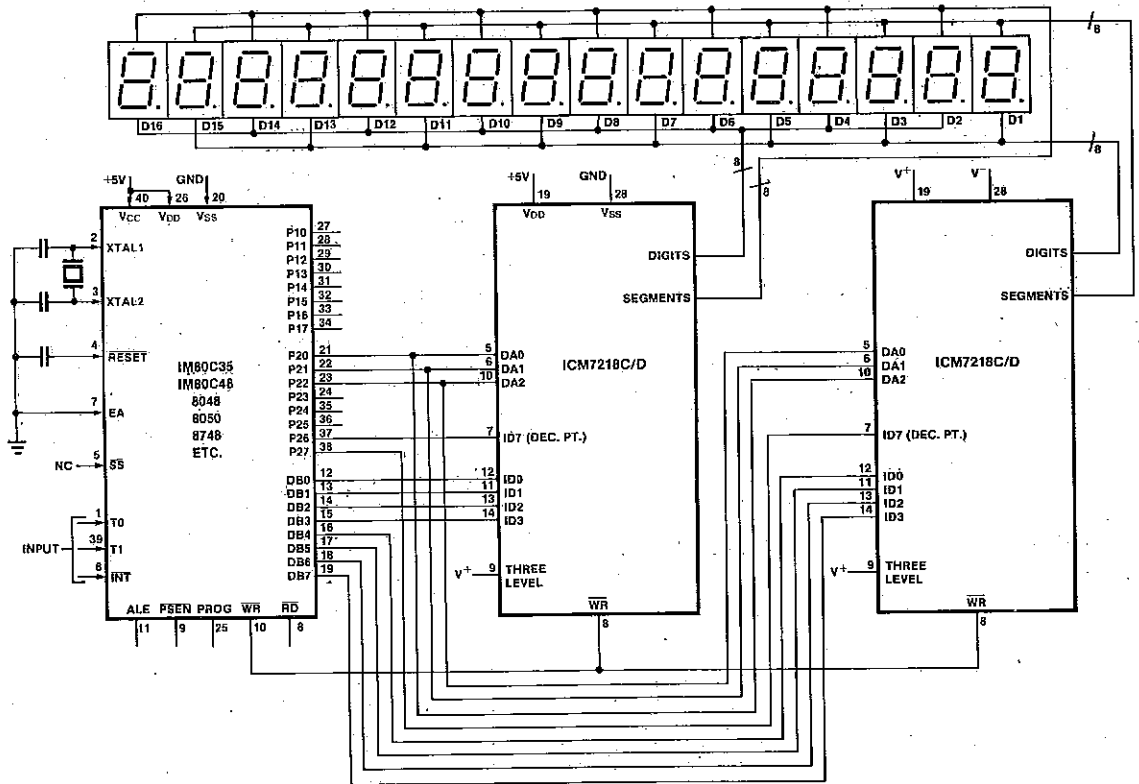 8
D16 D15 D14 D13 D12 D11 D10 D9 D8 D7 D6 D5 D4 D3 D2 D1
8
8
8
+5V
GND
40 26 20
VCC VDD VSS
2 XTAL1
3 XTAL2
4 RESET
7 EA
NC 5 SS
INPUT
1 T0
39 T1
6 INT
IM80C35
IM80C48
8048
8050
8748
ETC.
P10 27
P11 28
P12 29
P13 30
P14 31
P15 32
P16 33
P17 34
P20 21
P21 22
P22 23
P23 24
P24 35
P25 36
P26 37
P27 38
DB0 12
DB1 13
DB2 14
DB3 15
DB4 16
DB5 17
DB6 18
DB7 19
ALE PSEN PROG WR RD
11 9 25 10 8
+5V
GND
19 28
VDD VSS
DIGITS
SEGMENTS
5 DA0
6 DA1
10 DA2
ICM7218C/D
7 ID7 (DEC. PT.)
12 ID0
11 ID1
13 ID2
14 ID3
V+ 9 THREE
LEVEL
WR
8
V+ V-
19 28
DIGITS
SEGMENTS
5 DA0
6 DA1
10 DA2
ICM7218C/D
7 ID7 (DEC. PT.)
12 ID0
11 ID1
13 ID2
14 ID3
V+ 9 THREE
LEVEL
WR
8